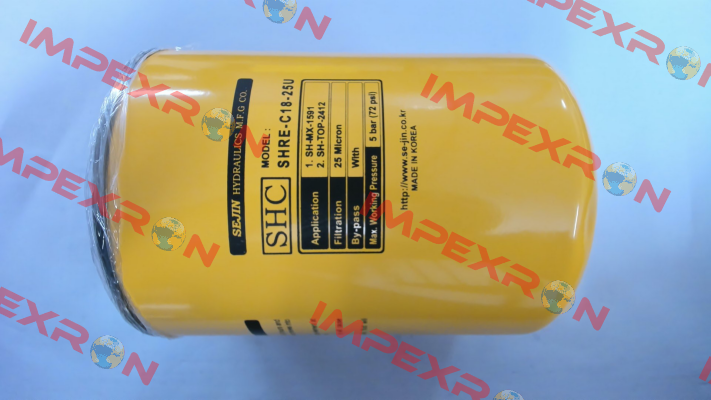 SEJIN HYDRAULICS M.F.G CO.
SHC
MODEL :
SHRE-C18-25U
Application 1. SH-MX-1591
2. SH-TOP-2412
Filtration 25 Micron
By-pass With
Max. Working Pressure 5 bar (72 psi)
http://www.se-jin.co.kr
MADE IN KOREA
IMPEXRON
IMPEXRON
IMPEXRON
IMPEXRON
IMPEXRON
IMPEXRON
IMPEXRON